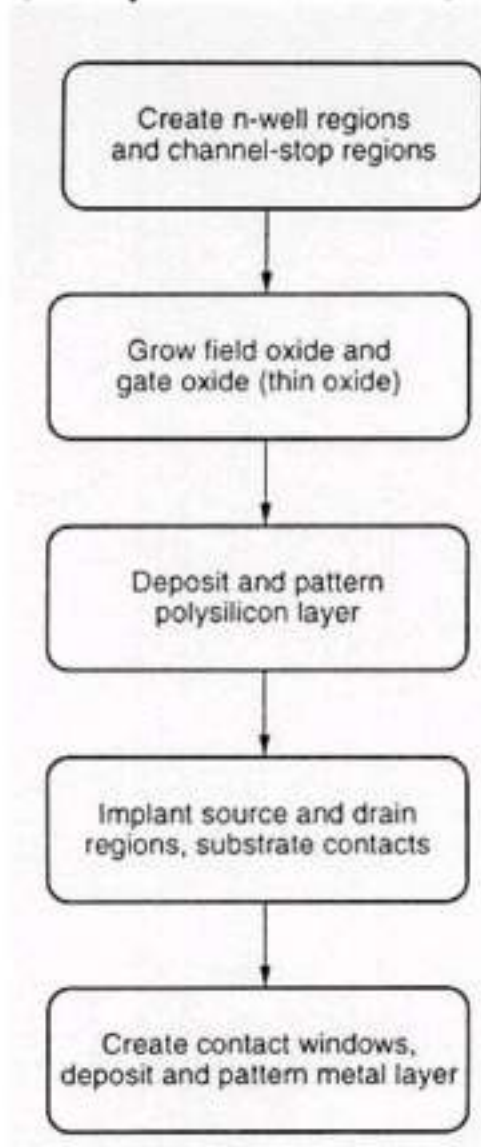 Create n-well regions
and channel-stop regions
Grow field oxide and
gate oxide (thin oxide)
Deposit and pattern
polysilicon layer
Implant source and drain
regions, substrate contacts
Create contact windows,
deposit and pattern metal layer